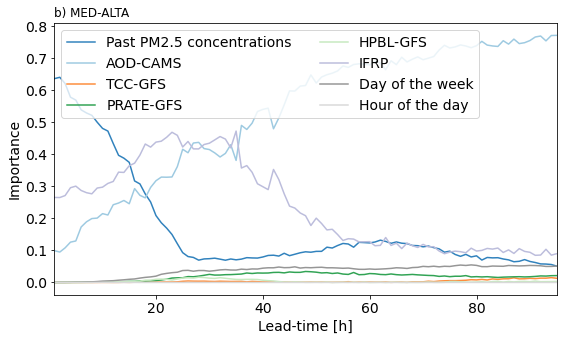 b) MED-ALTA
0.8
0.7
0.6
0.5
0.4
0.3
0.2
0.1
0.0
Importance
Past PM2.5 concentrations
AOD-CAMS
TCC-GFS
PRATE-GFS
HPBL-GFS
IFRP
Day of the week
Hour of the day
20
40
60
80
Lead-time [h]